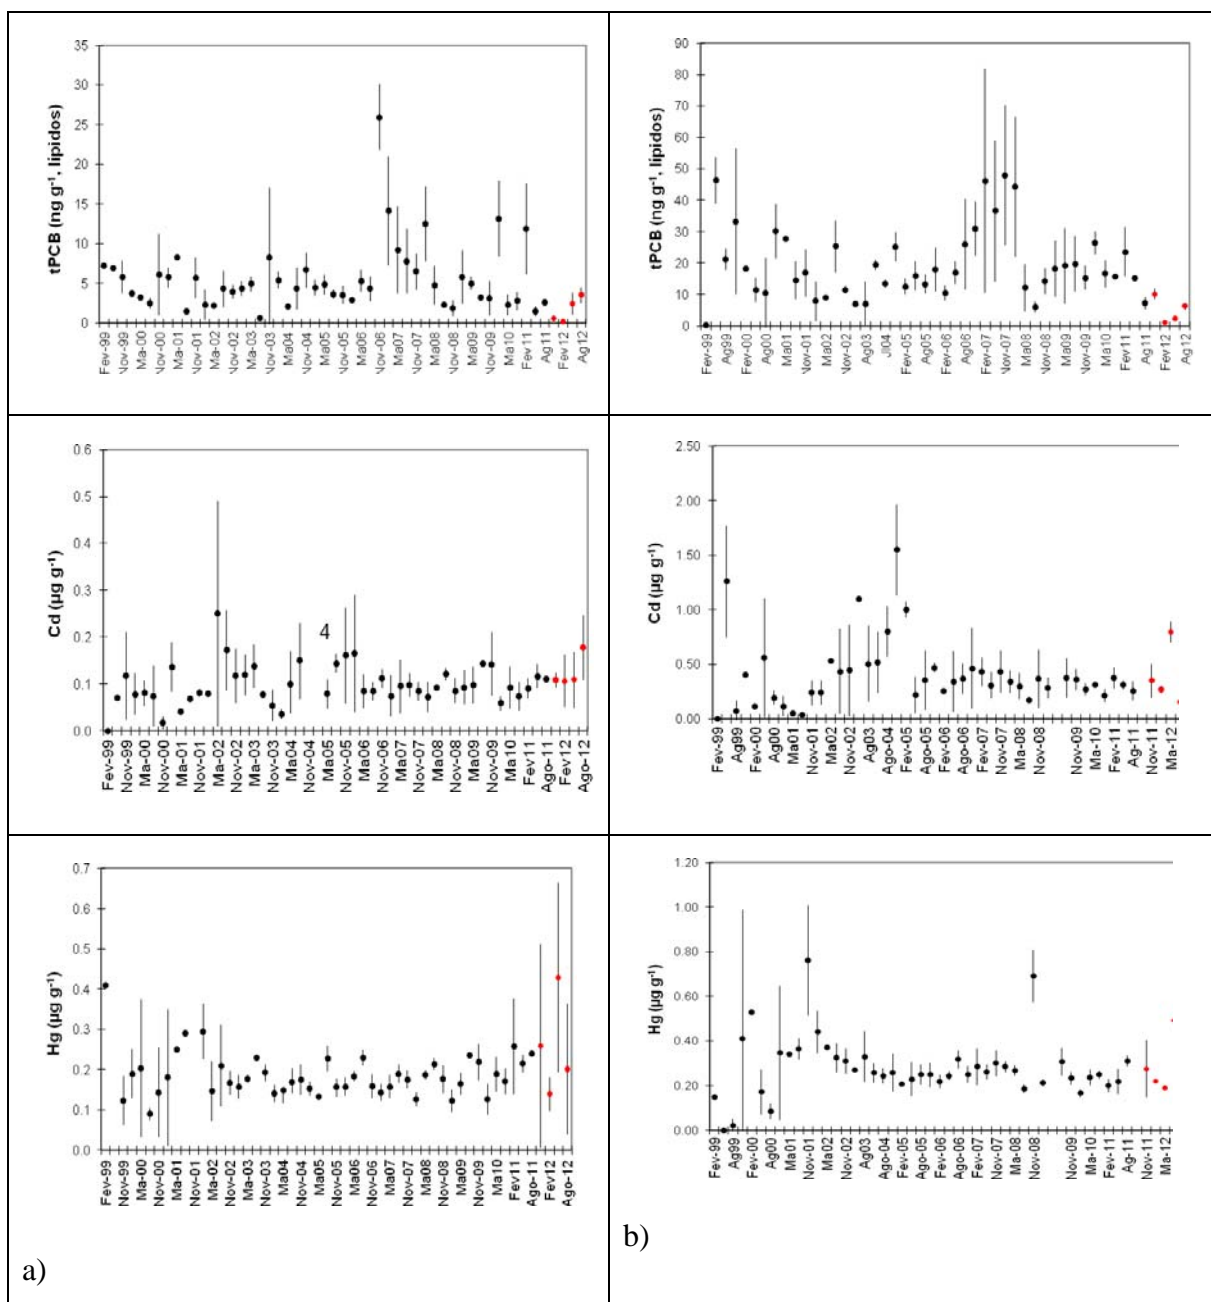 35
30
25
20
15
10
5
0
tPCB (ng g⁻¹, lípidos)
Fev-99
Nov-99
Ma-00
Nov-00
Ma-01
Nov-01
Ma-02
Nov-02
Ma-03
Nov-03
Ma04
Nov-04
Ma05
Nov-05
Ma06
Nov-06
Ma07
Nov-07
Ma08
Nov-08
Ma09
Nov-09
Ma10
Fev11
Ag11
Fev12
Ag12
90
80
70
60
50
40
30
20
10
0
tPCB (ng g⁻¹, lípidos)
Fev-99
Ag99
Fev-00
Ag00
Ma01
Nov-01
Ma02
Nov-02
Ag03
Jl04
Fev-05
Ag05
Fev-06
Ag06
Fev-07
Nov-07
Ma08
Nov-08
Nov-09
Ma10
Fev11
Ag11
Fev12
Ag12
0.6
0.5
0.4
0.3
0.2
0.1
0.0
Cd (µg g⁻¹)
4
Fev-99
Nov-99
Ma-00
Nov-00
Ma-01
Nov-01
Ma-02
Nov-02
Ma-03
Nov-03
Ma04
Nov-04
Ma05
Nov-05
Ma06
Nov-06
Ma07
Nov-07
Ma08
Nov-08
Ma09
Nov-09
Ma10
Fev11
Ago-11
Fev12
Ago-12
2.50
2.00
1.50
1.00
0.50
0.00
Cd (µg g⁻¹)
Fev-99
Ag99
Fev-00
Ag00
Ma01
Nov-01
Ma02
Nov-02
Ag03
Ago-04
Fev-05
Ago-05
Fev-06
Ago-06
Fev-07
Nov-07
Ma-08
Nov-08
Nov-09
Ma-10
Fev-11
Ag-11
Nov-11
Ma-12
0.7
0.6
0.5
0.4
0.3
0.2
0.1
0.0
Hg (µg g⁻¹)
Fev-99
Nov-99
Ma-00
Nov-00
Ma-01
Nov-01
Ma-02
Nov-02
Ma-03
Nov-03
Ma04
Nov-04
Ma05
Nov-05
Ma06
Nov-06
Ma07
Nov-07
Ma08
Nov-08
Ma09
Nov-09
Ma10
Fev11
Ago-11
Fev12
Ago-12
a)
1.20
1.00
0.80
0.60
0.40
0.20
0.00
Hg (µg g⁻¹)
Fev-99
Ag99
Fev-00
Ag00
Ma01
Nov-01
Ma02
Nov-02
Ag03
Ago-04
Fev-05
Ago-05
Fev-06
Ago-06
Fev-07
Nov-07
Ma-08
Nov-08
Nov-09
Ma-10
Fev-11
Ag-11
Nov-11
Ma-12
b)